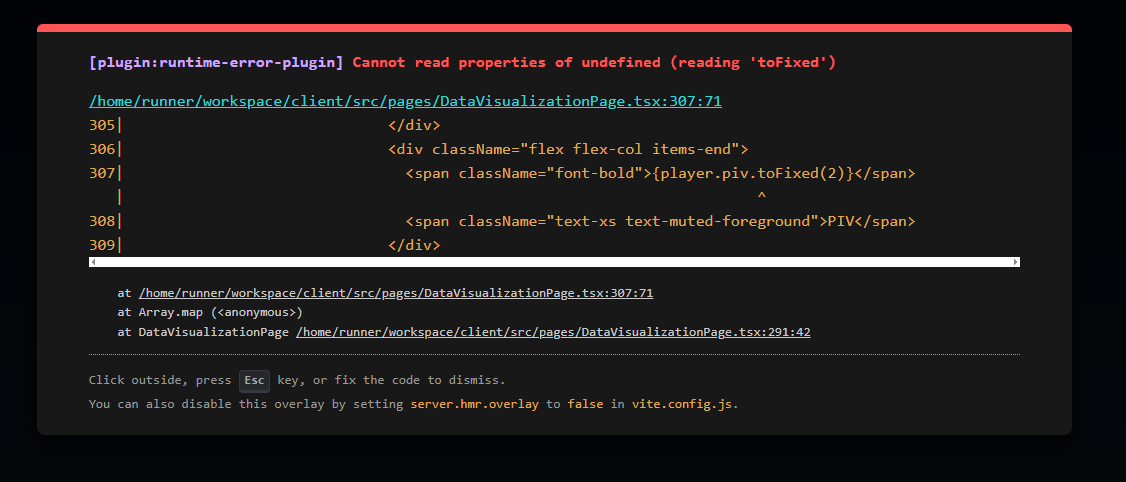 [plugin:runtime-error-plugin] Cannot read properties of undefined (reading 'toFixed')
/home/runner/workspace/client/src/pages/DataVisualizationPage.tsx:307:71
305|                              </div>
306|                              <div className="flex flex-col items-end">
307|                                <span className="font-bold">{player.piv.toFixed(2)}</span>
   |                                                                       ^
308|                                <span className="text-xs text-muted-foreground">PIV</span>
309|                              </div>
at /home/runner/workspace/client/src/pages/DataVisualizationPage.tsx:307:71
at Array.map (<anonymous>)
at DataVisualizationPage /home/runner/workspace/client/src/pages/DataVisualizationPage.tsx:291:42
Click outside, press Esc key, or fix the code to dismiss.
You can also disable this overlay by setting server.hmr.overlay to false in vite.config.js.